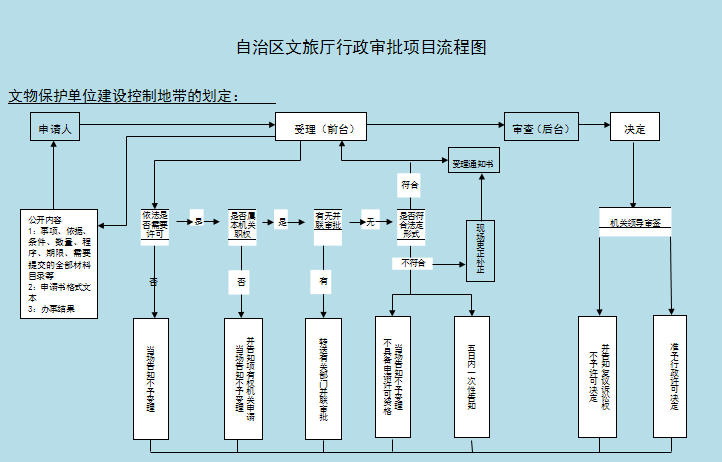 自治区文旅厅行政审批项目流程图
文物保护单位建设控制地带的划定：
申请人
受理（前台）
审查（后台）
决定
受理通知书
符合
公开内容
1：事项、依据、
条件、数量、程
序、期限、需要
提交的全部材料
目录等
2：申请书格式文
本
3：办事结果
依法是
否需要
许可
是
是否属
本机关
职权
是
有无并
联审批
无
是否符
合法定
形式
现场更正补正
机关领导审签
不符合
否
否
有
当场告知不予受理
当场告知不予受理
并告知项有权机关申请
转送有关部门并联审批
当场告知不予受理
不具备申请许可资格
五日内一次性告知
不予许可决定
并告知复议诉讼权
准予行政许可决定